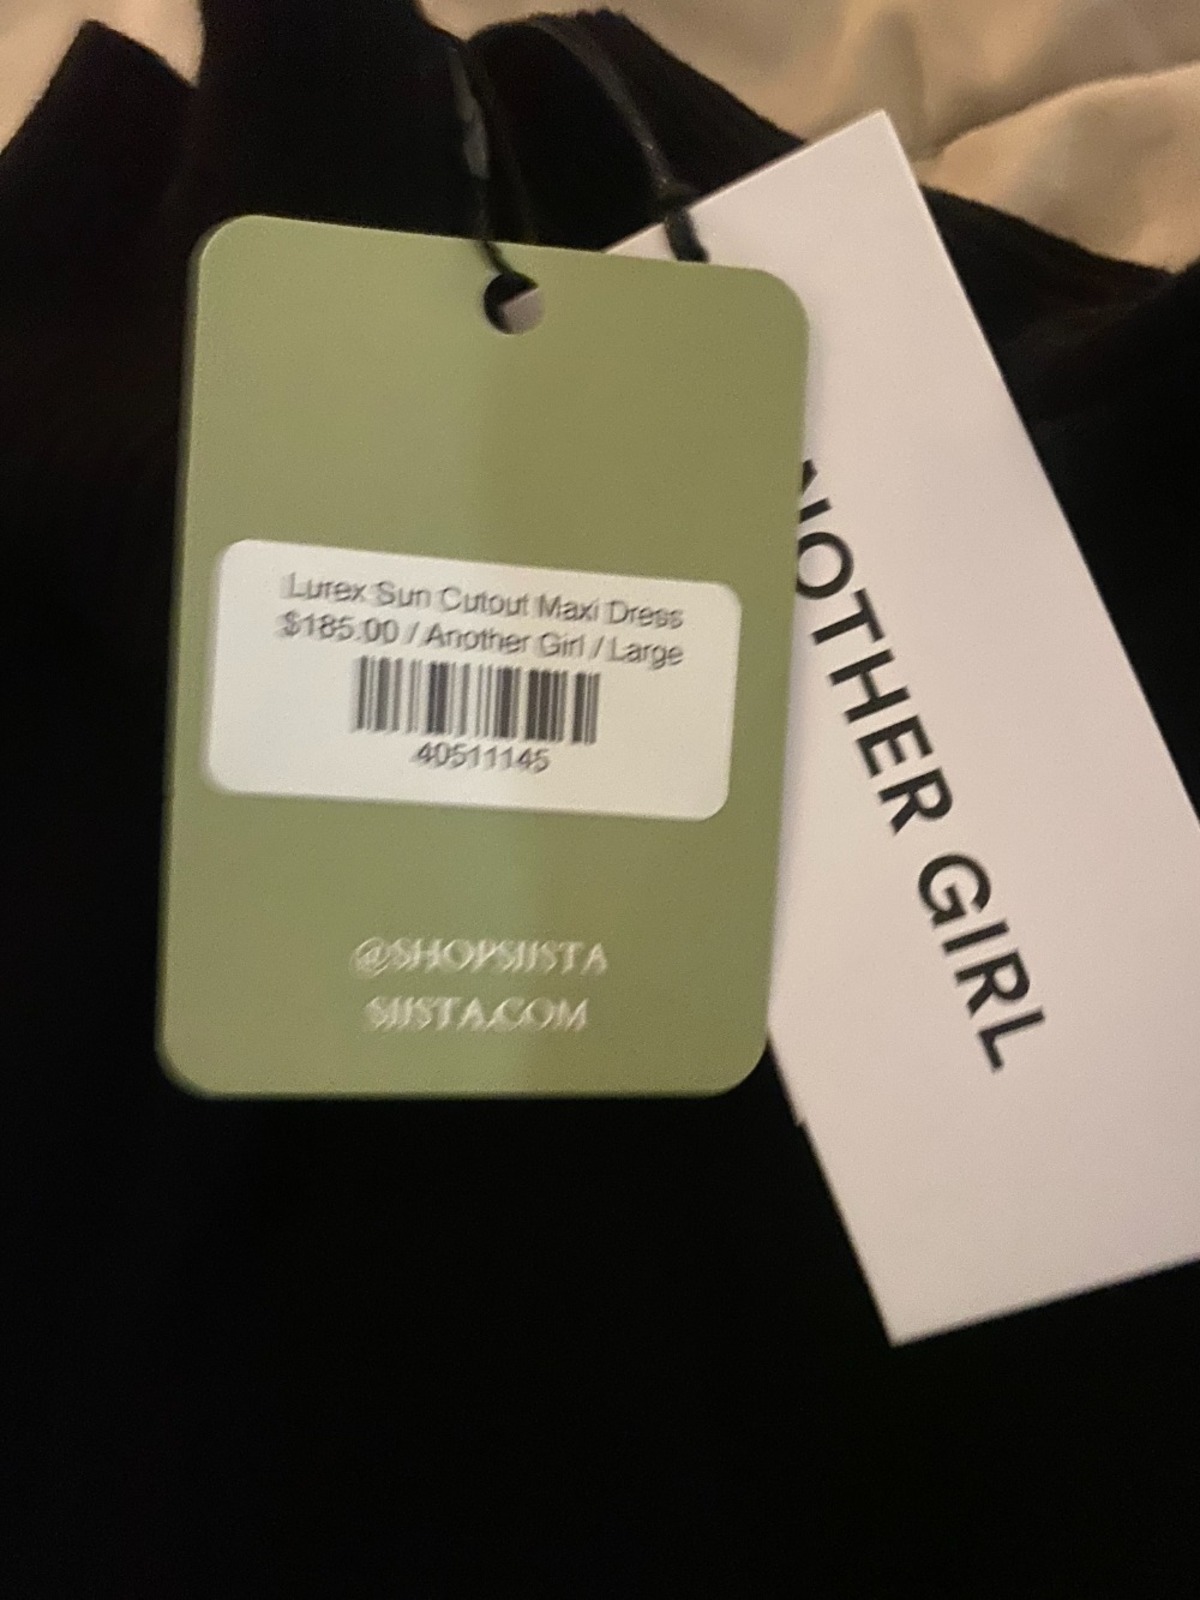 Lurex Sun Cutout Maxi Dress
$185.00 / Another Girl / Large
40511145
@SHOPSIISTA
SIISTA.COM
NOTHER GIRL